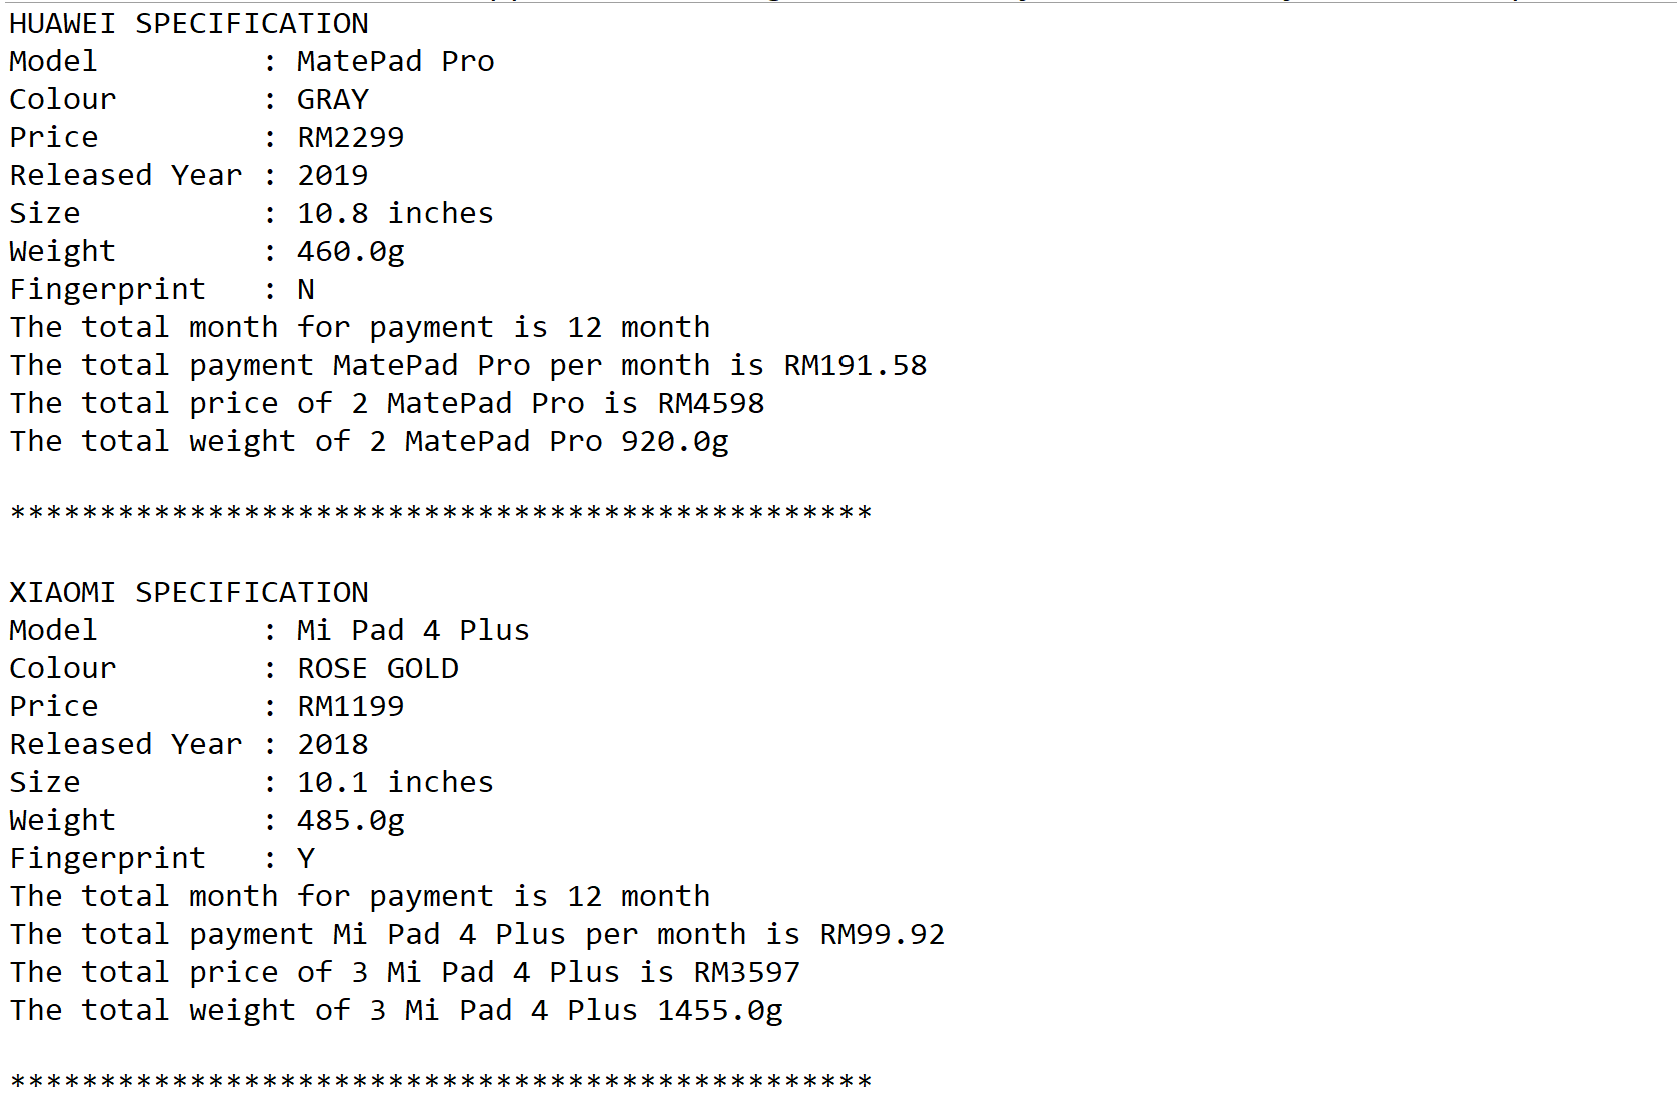 HUAWEI SPECIFICATION
Model         : MatePad Pro
Colour        : GRAY
Price         : RM2299
Released Year : 2019
Size          : 10.8 inches
Weight        : 460.0g
Fingerprint   : N
The total month for payment is 12 month
The total payment MatePad Pro per month is RM191.58
The total price of 2 MatePad Pro is RM4598
The total weight of 2 MatePad Pro 920.0g
************************************************
XIAOMI SPECIFICATION
Model         : Mi Pad 4 Plus
Colour        : ROSE GOLD
Price         : RM1199
Released Year : 2018
Size          : 10.1 inches
Weight        : 485.0g
Fingerprint   : Y
The total month for payment is 12 month
The total payment Mi Pad 4 Plus per month is RM99.92
The total price of 3 Mi Pad 4 Plus is RM3597
The total weight of 3 Mi Pad 4 Plus 1455.0g
************************************************